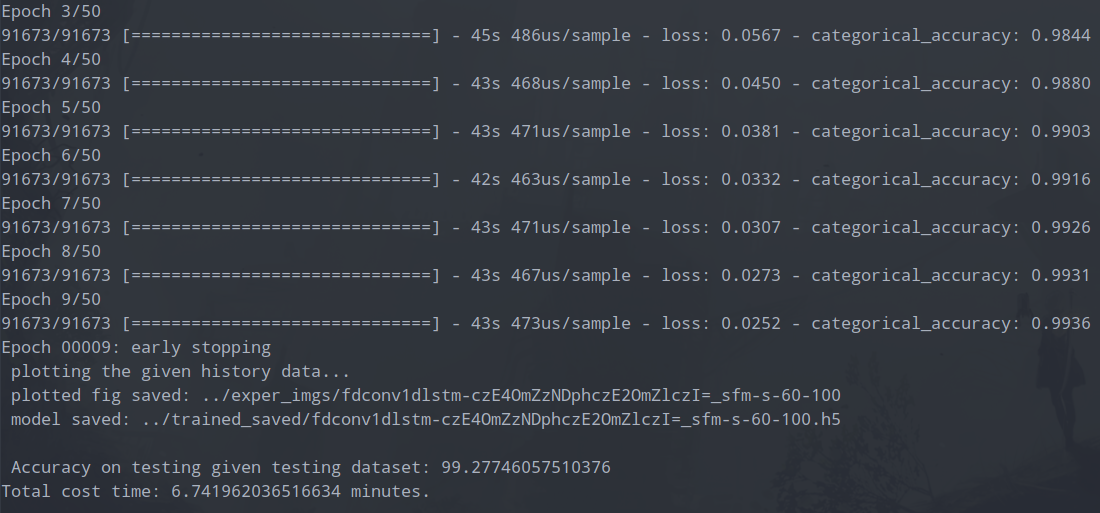 Epoch 3/50
91673/91673 [==============================] - 45s 486us/sample - loss: 0.0567 - categorical_accuracy: 0.9844
Epoch 4/50
91673/91673 [==============================] - 43s 468us/sample - loss: 0.0450 - categorical_accuracy: 0.9880
Epoch 5/50
91673/91673 [==============================] - 43s 471us/sample - loss: 0.0381 - categorical_accuracy: 0.9903
Epoch 6/50
91673/91673 [==============================] - 42s 463us/sample - loss: 0.0332 - categorical_accuracy: 0.9916
Epoch 7/50
91673/91673 [==============================] - 43s 471us/sample - loss: 0.0307 - categorical_accuracy: 0.9926
Epoch 8/50
91673/91673 [==============================] - 43s 467us/sample - loss: 0.0273 - categorical_accuracy: 0.9931
Epoch 9/50
91673/91673 [==============================] - 43s 473us/sample - loss: 0.0252 - categorical_accuracy: 0.9936
Epoch 00009: early stopping
plotting the given history data...
plotted fig saved: ../exper_imgs/fdconv1dlstm-czE4OmZzNDphczE2OmZlczI=_sfm-s-60-100
model saved: ../trained_saved/fdconv1dlstm-czE4OmZzNDphczE2OmZlczI=_sfm-s-60-100.h5
Accuracy on testing given testing dataset: 99.27746057510376
Total cost time: 6.741962036516634 minutes.